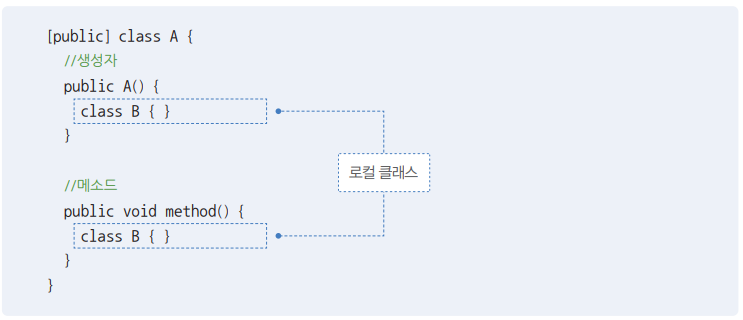 [public] class A {
//생성자
public A() {
class B { }
}
로컬 클래스
//메소드
public void method() {
class B { }
}
}